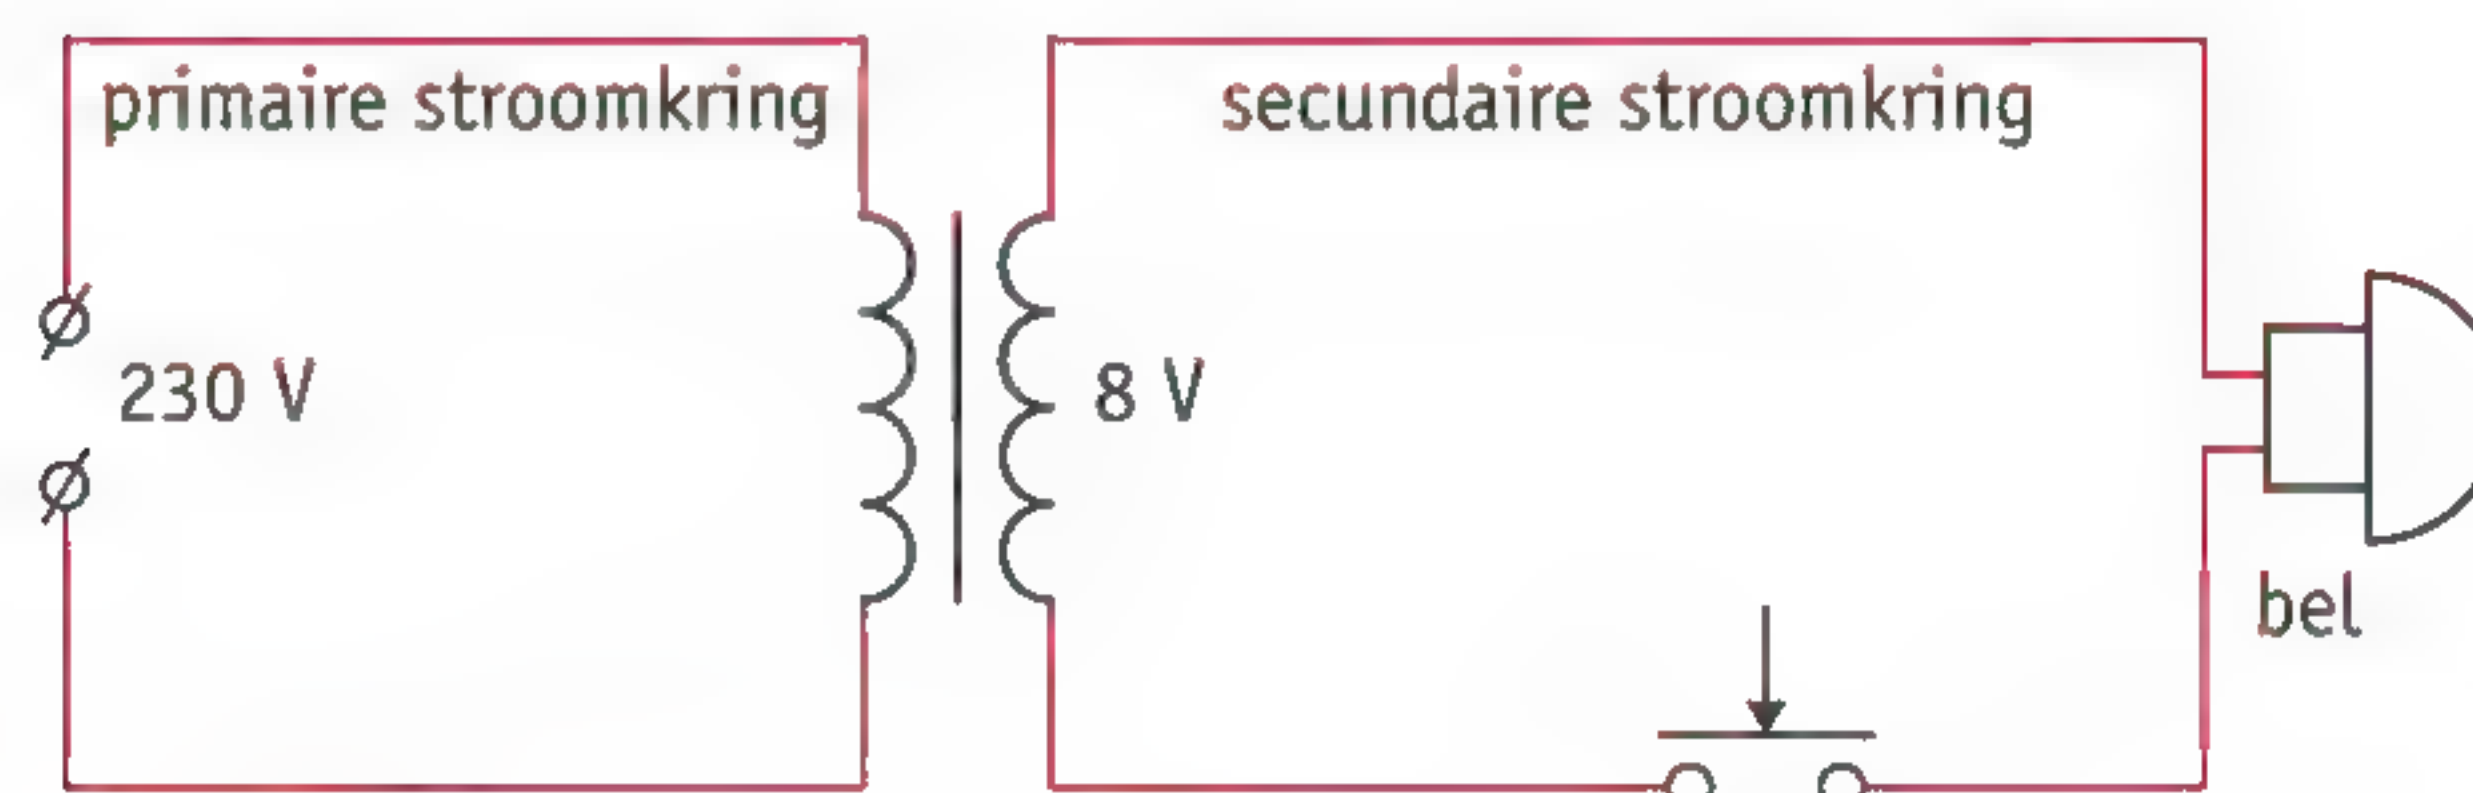 primaire stroomkring
secundaire stroomkring
230 V
8 V
bel